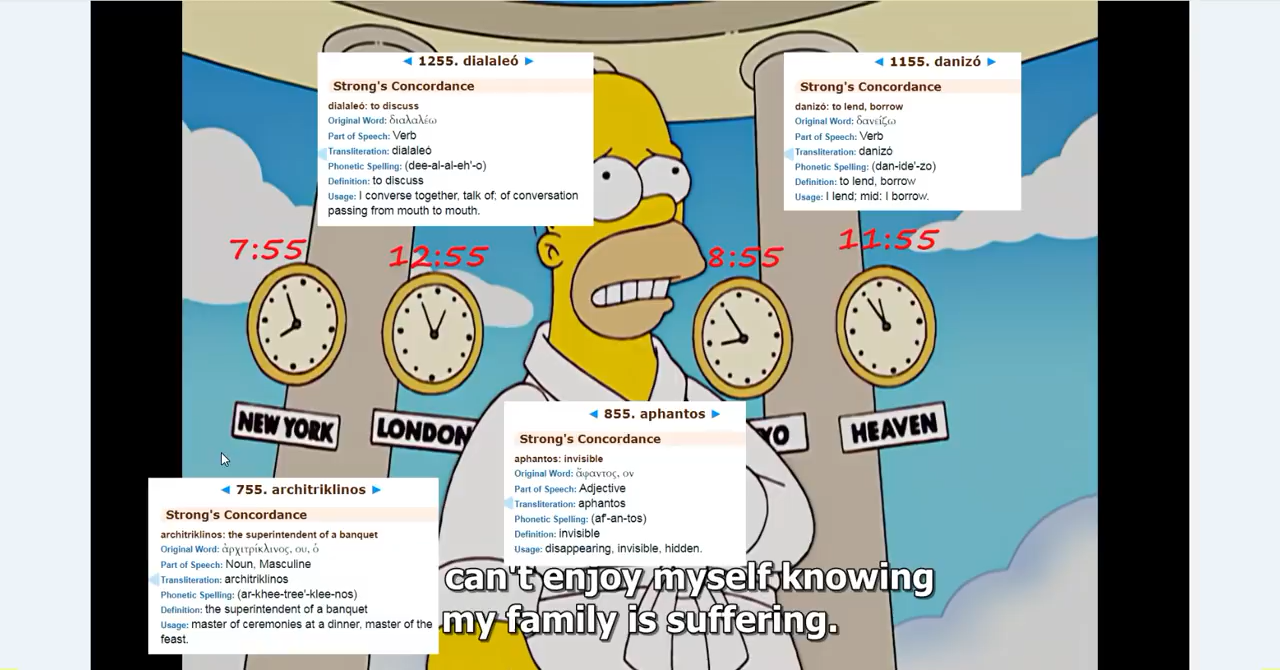 ◄ 1255. dialaleó ►
Strong's Concordance
dialaleó: to discuss
Original Word: διαλαλέω
Part of Speech: Verb
Transliteration: dialaleó
Phonetic Spelling: (dee-al-al-eh'-o)
Definition: to discuss
Usage: I converse together, talk of; of conversation
passing from mouth to mouth.
◄ 1155. danizó ►
Strong's Concordance
danizó: to lend, borrow
Original Word: δανείζω
Part of Speech: Verb
Transliteration: danizó
Phonetic Spelling: (dan-ide'-zo)
Definition: to lend, borrow
Usage: I lend; mid: I borrow.
7:55
12:55
8:55
11:55
NEW YORK
LONDON
YO
HEAVEN
◄ 855. aphantos ►
Strong's Concordance
aphantos: invisible
Original Word: ἄφαντος, ον
Part of Speech: Adjective
Transliteration: aphantos
Phonetic Spelling: (af'-an-tos)
Definition: invisible
Usage: disappearing, invisible, hidden.
◄ 755. architriklinos ►
Strong's Concordance
architriklinos: the superintendent of a banquet
Original Word: ἀρχιτρίκλινος, ου, ὁ
Part of Speech: Noun, Masculine
Transliteration: architriklinos
Phonetic Spelling: (ar-khee-tree'-klee-nos)
Definition: the superintendent of a banquet
Usage: master of ceremonies at a dinner, master of the
feast.
can't enjoy myself knowing
my family is suffering.